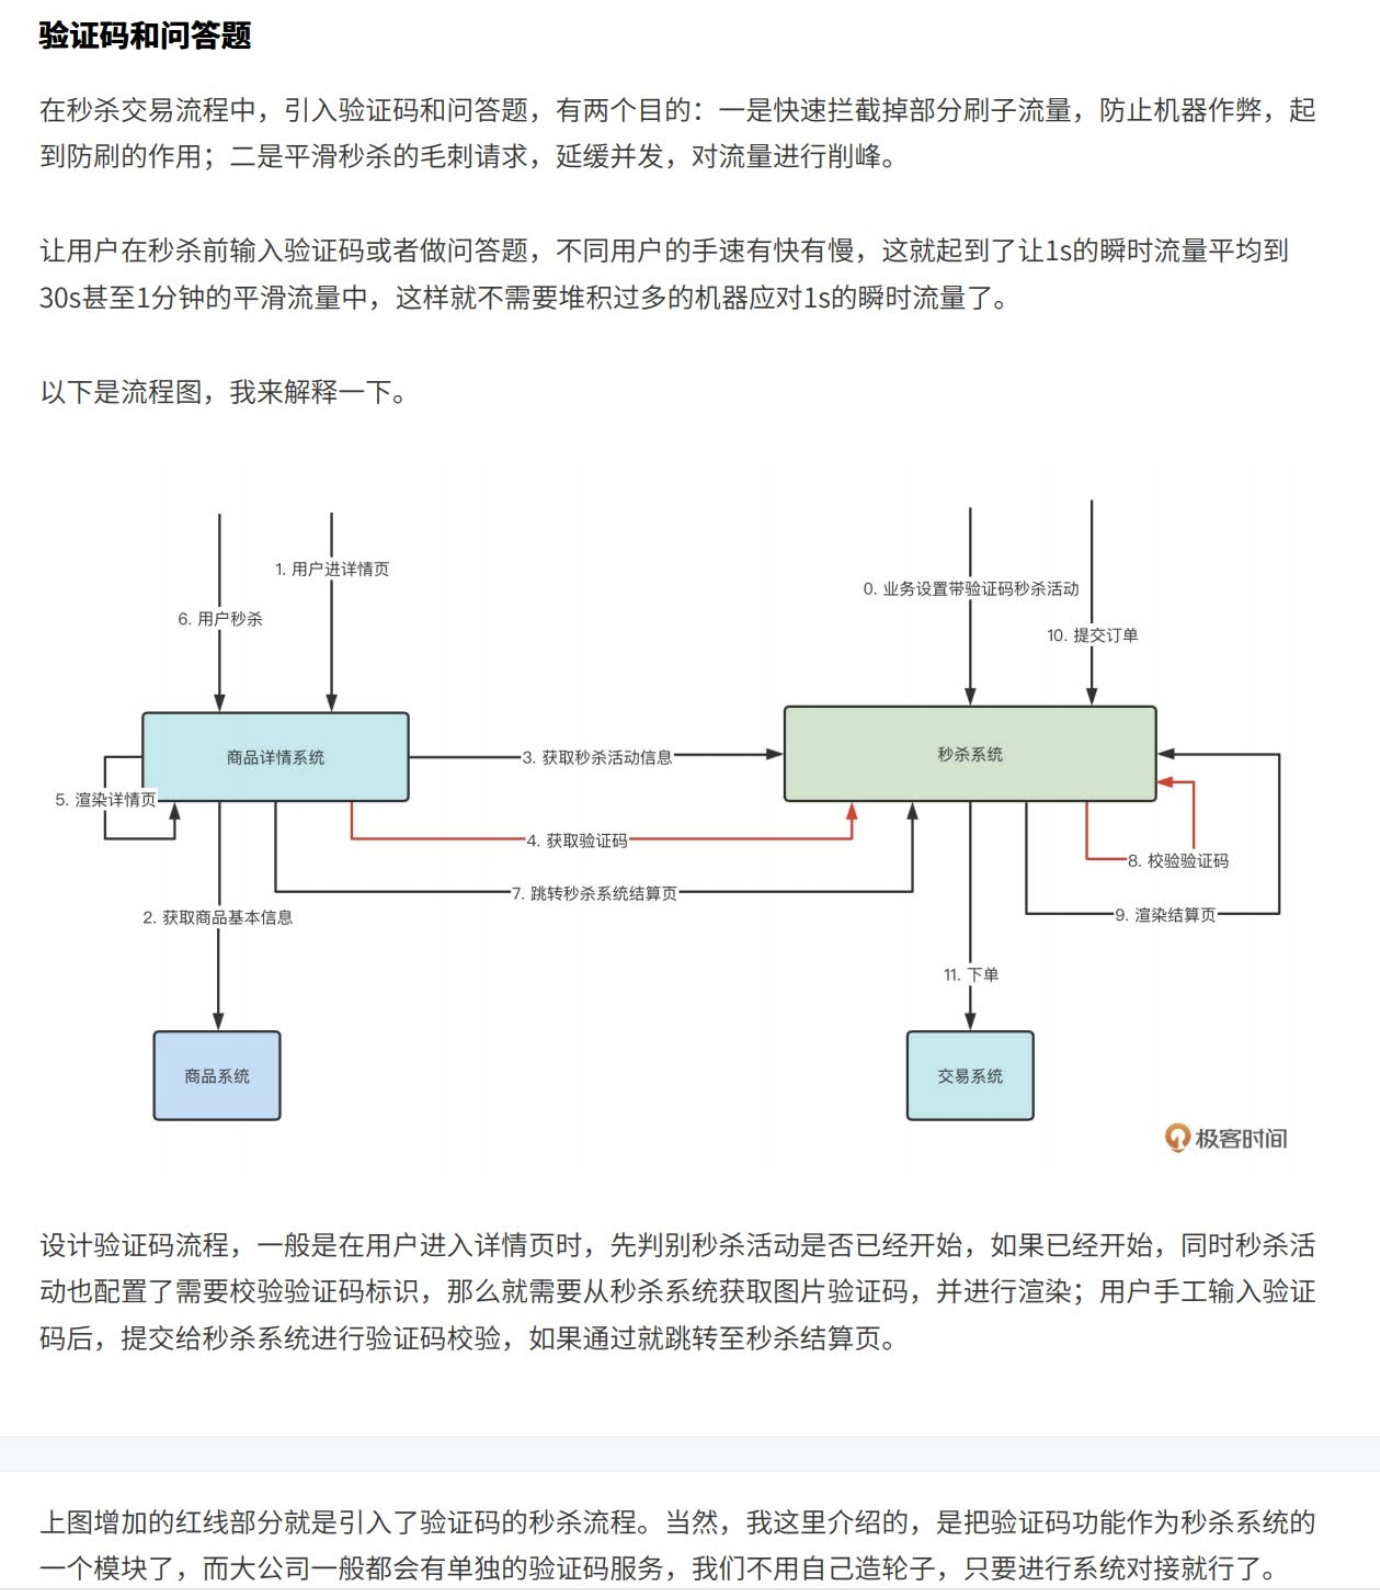 验证码和问答题
在秒杀交易流程中，引入验证码和问答题，有两个目的：一是快速拦截掉部分刷子流量，防止机器作弊，起
到防刷的作用；二是平滑秒杀的毛刺请求，延缓并发，对流量进行削峰。
让用户在秒杀前输入验证码或者做问答题，不同用户的手速有快有慢，这就起到了让1s的瞬时流量平均到
30s甚至1分钟的平滑流量中，这样就不需要堆积过多的机器应对1s的瞬时流量了。
以下是流程图，我来解释一下。
1. 用户进详情页
0. 业务设置带验证码秒杀活动
6. 用户秒杀
10. 提交订单
商品详情系统
3. 获取秒杀活动信息
秒杀系统
5. 渲染详情页
4. 获取验证码
8. 校验验证码
7. 跳转秒杀系统结算页
9. 渲染结算页
2. 获取商品基本信息
11. 下单
商品系统
交易系统
极客时间
设计验证码流程，一般是在用户进入详情页时，先判别秒杀活动是否已经开始，如果已经开始，同时秒杀活
动也配置了需要校验验证码标识，那么就需要从秒杀系统获取图片验证码，并进行渲染；用户手工输入验证
码后，提交给秒杀系统进行验证码校验，如果通过就跳转至秒杀结算页。
上图增加的红线部分就是引入了验证码的秒杀流程。当然，我这里介绍的，是把验证码功能作为秒杀系统的
一个模块了，而大公司一般都会有单独的验证码服务，我们不用自己造轮子，只要进行系统对接就行了。